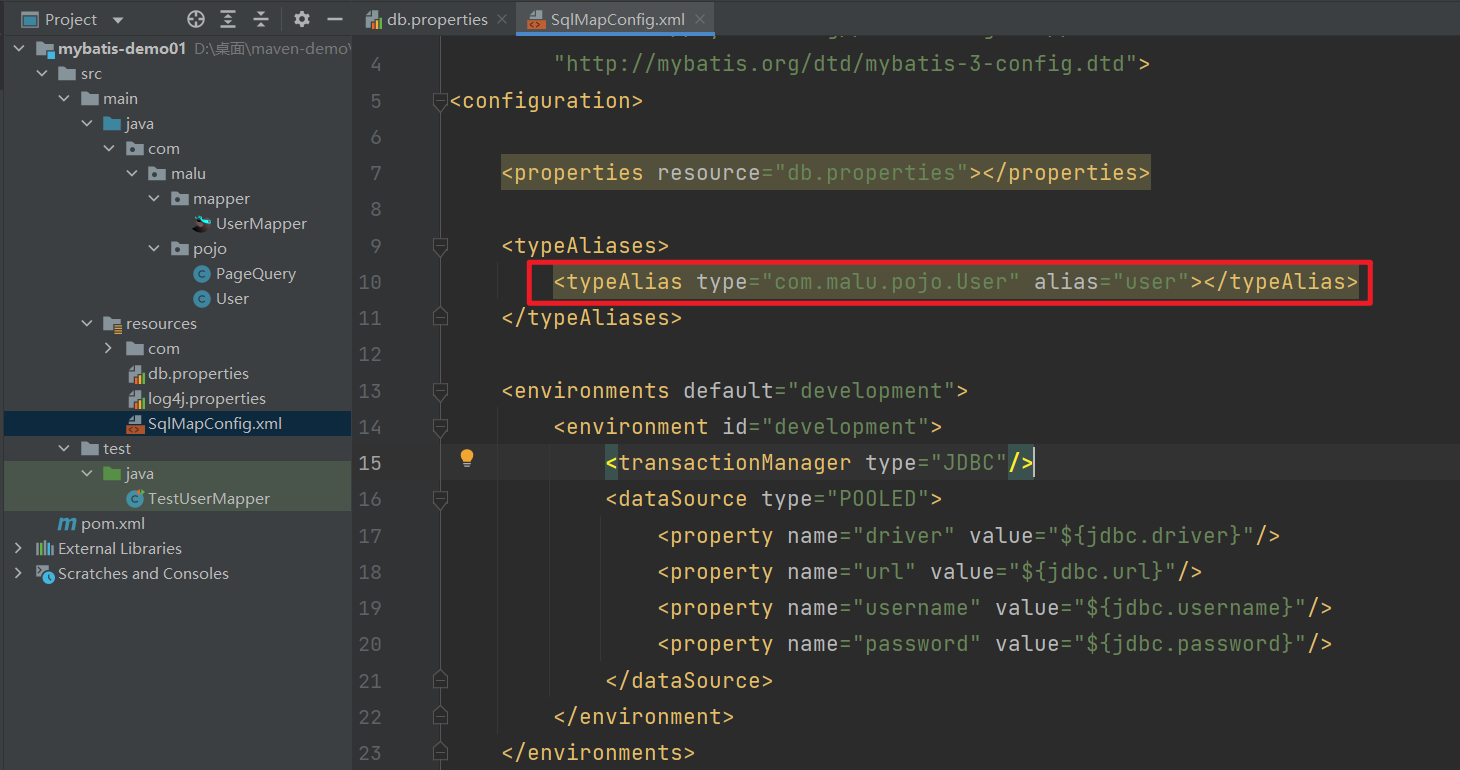 Project
db.properties
SqlMapConfig.xml
mybatis-demo01 D:\桌面\maven-demo\
src
main
java
com
malu
mapper
UserMapper
pojo
PageQuery
User
resources
com
db.properties
log4j.properties
SqlMapConfig.xml
test
java
TestUserMapper
pom.xml
External Libraries
Scratches and Consoles
4 "http://mybatis.org/dtd/mybatis-3-config.dtd">
5 <configuration>
6
7 <properties resource="db.properties"></properties>
8
9 <typeAliases>
10 <typeAlias type="com.malu.pojo.User" alias="user"></typeAlias>
11 </typeAliases>
12
13 <environments default="development">
14 <environment id="development">
15 <transactionManager type="JDBC"/>
16 <dataSource type="POOLED">
17 <property name="driver" value="${jdbc.driver}"/>
18 <property name="url" value="${jdbc.url}"/>
19 <property name="username" value="${jdbc.username}"/>
20 <property name="password" value="${jdbc.password}"/>
21 </dataSource>
22 </environment>
23 </environments>